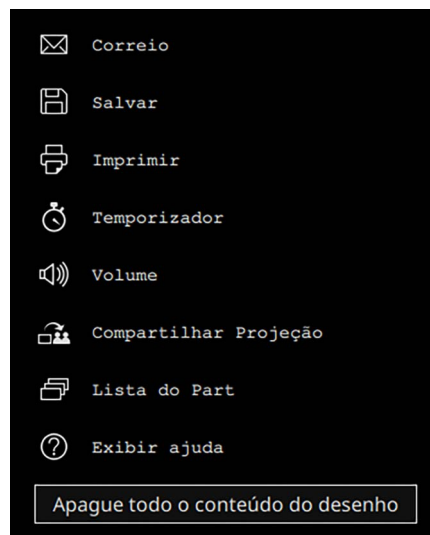 Correio
Salvar
Imprimir
Temporizador
Volume
Compartilhar Projeção
Lista do Part
Exibir ajuda
Apague todo o conteúdo do desenho